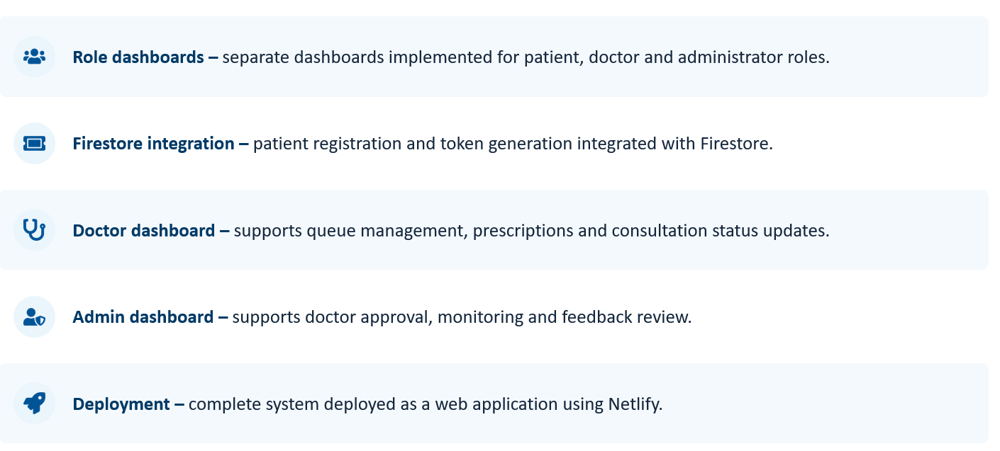 Role dashboards – separate dashboards implemented for patient, doctor and administrator roles.
Firestore integration – patient registration and token generation integrated with Firestore.
Doctor dashboard – supports queue management, prescriptions and consultation status updates.
Admin dashboard – supports doctor approval, monitoring and feedback review.
Deployment – complete system deployed as a web application using Netlify.